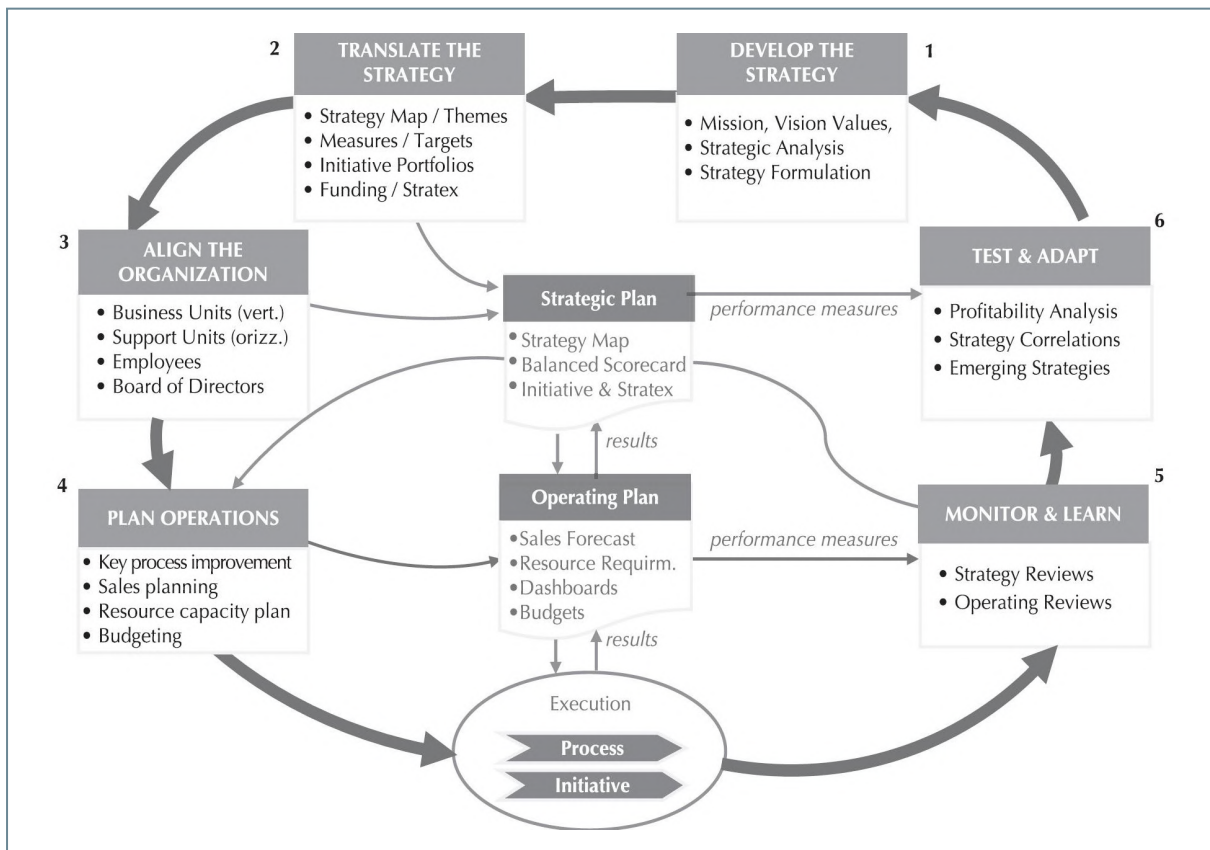 1
DEVELOP THE
STRATEGY
• Mission, Vision Values,
• Strategic Analysis
• Strategy Formulation
2
TRANSLATE THE
STRATEGY
• Strategy Map / Themes
• Measures / Targets
• Initiative Portfolios
• Funding / Stratex
3
ALIGN THE
ORGANIZATION
• Business Units (vert.)
• Support Units (orizz.)
• Employees
• Board of Directors
4
PLAN OPERATIONS
• Key process improvement
• Sales planning
• Resource capacity plan
• Budgeting
Strategic Plan
• Strategy Map
• Balanced Scorecard
• Initiative & Stratex
performance measures
results
Operating Plan
• Sales Forecast
• Resource Requirm.
• Dashboards
• Budgets
performance measures
results
Execution
Process
Initiative
5
MONITOR & LEARN
• Strategy Reviews
• Operating Reviews
6
TEST & ADAPT
• Profitability Analysis
• Strategy Correlations
• Emerging Strategies